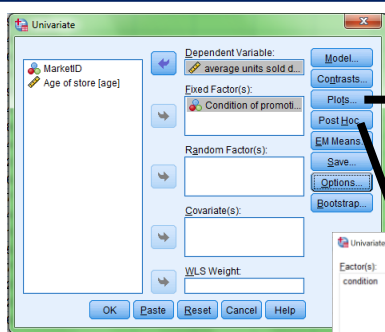 Univariate
MarketID
Age of store [age]
Dependent Variable:
average units sold d...
Fixed Factor(s):
Condition of promoti...
Random Factor(s):
Covariate(s):
WLS Weight:
Model...
Contrasts...
Plots...
Post Hoc...
EM Means...
Save...
Options...
Bootstrap...
OK Paste Reset Cancel Help
Univariate
Factor(s):
condition